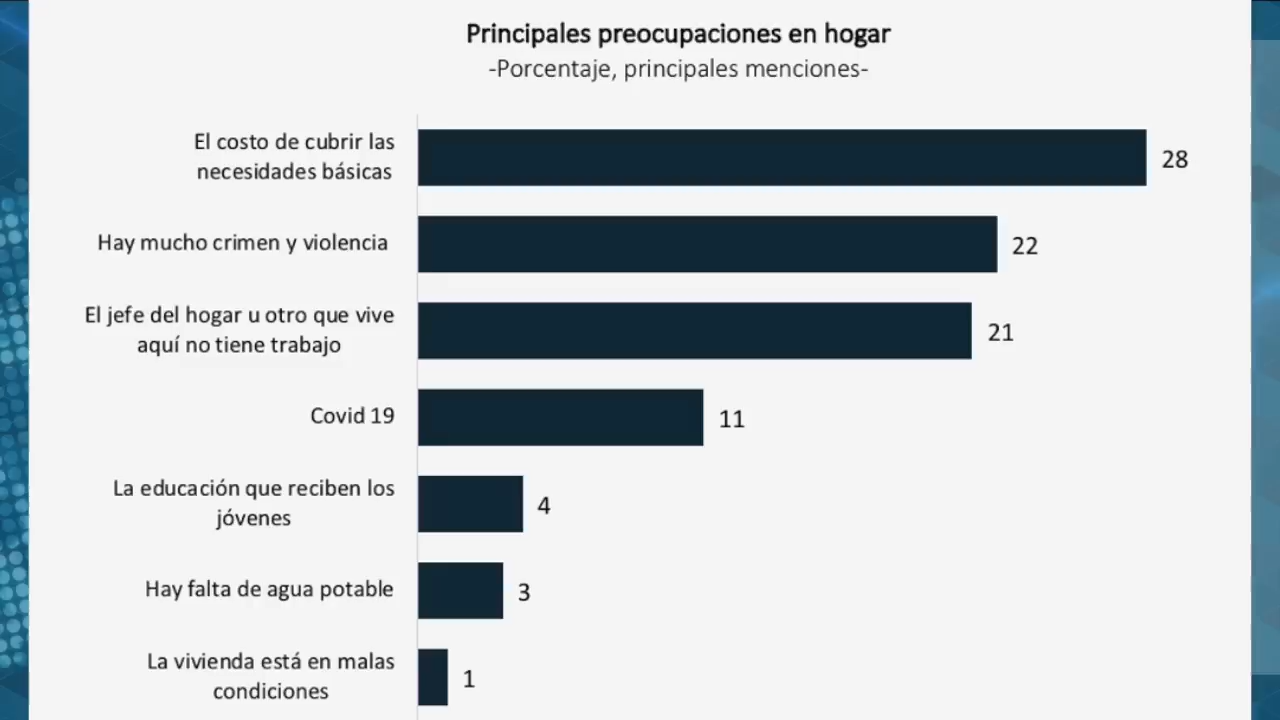 Principales preocupaciones en hogar
-Porcentaje, principales menciones-
El costo de cubrir las
necesidades básicas
28
Hay mucho crimen y violencia
22
El jefe del hogar u otro que vive
aquí no tiene trabajo
21
Covid 19
11
La educación que reciben los
jóvenes
4
Hay falta de agua potable
3
La vivienda está en malas
condiciones
1